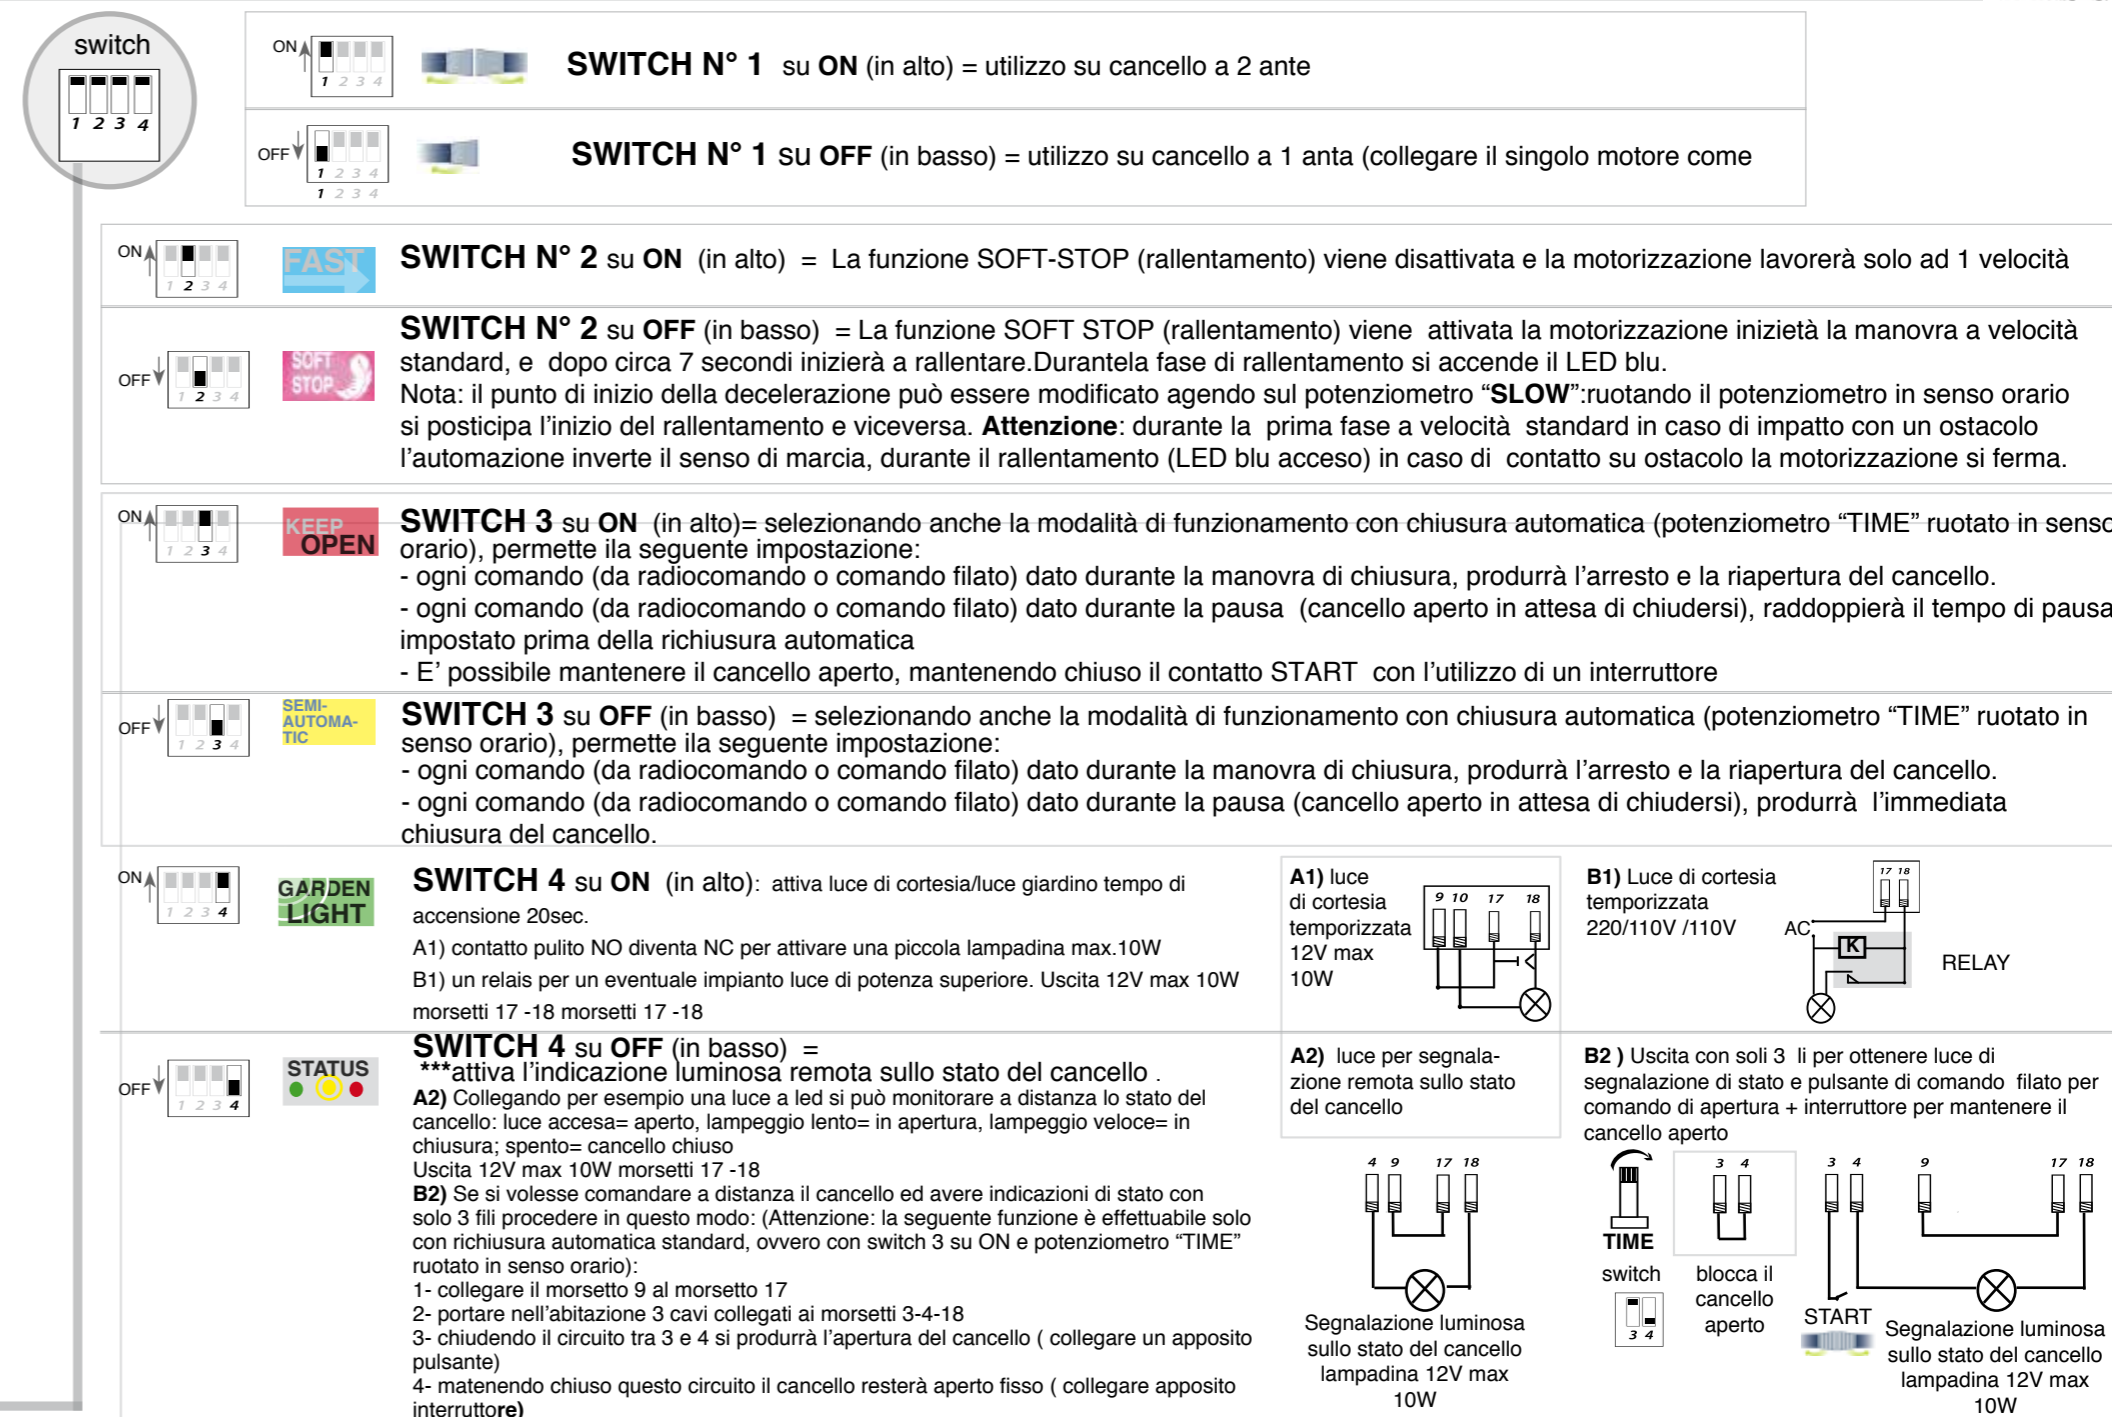 switch
1 2 3 4
ON
1 2 3 4
SWITCH N° 1 su ON (in alto) = utilizzo su cancello a 2 ante
OFF
1 2 3 4
1 2 3 4
SWITCH N° 1 su OFF (in basso) = utilizzo su cancello a 1 anta (collegare il singolo motore come
ON
1 2 3 4
FAST
SWITCH N° 2 su ON (in alto) = La funzione SOFT-STOP (rallentamento) viene disattivata e la motorizzazione lavorerà solo ad 1 velocità
OFF
1 2 3 4
SOFT
STOP
SWITCH N° 2 su OFF (in basso) = La funzione SOFT STOP (rallentamento) viene attivata la motorizzazione inizietà la manovra a velocità
standard, e dopo circa 7 secondi inizierà a rallentare.Durantela fase di rallentamento si accende il LED blu.
Nota: il punto di inizio della decelerazione può essere modificato agendo sul potenziometro “SLOW”:ruotando il potenziometro in senso orario
si posticipa l’inizio del rallentamento e viceversa. Attenzione: durante la prima fase a velocità standard in caso di impatto con un ostacolo
l’automazione inverte il senso di marcia, durante il rallentamento (LED blu acceso) in caso di contatto su ostacolo la motorizzazione si ferma.
ON
1 2 3 4
KEEP
OPEN
SWITCH 3 su ON (in alto)= selezionando anche la modalità di funzionamento con chiusura automatica (potenziometro “TIME” ruotato in senso
orario), permette ila seguente impostazione:
- ogni comando (da radiocomando o comando filato) dato durante la manovra di chiusura, produrrà l’arresto e la riapertura del cancello.
- ogni comando (da radiocomando o comando filato) dato durante la pausa (cancello aperto in attesa di chiudersi), raddoppierà il tempo di pausa
impostato prima della richiusura automatica
- E’ possibile mantenere il cancello aperto, mantenendo chiuso il contatto START con l’utilizzo di un interruttore
OFF
1 2 3 4
SEMI-
AUTOMA-
TIC
SWITCH 3 su OFF (in basso) = selezionando anche la modalità di funzionamento con chiusura automatica (potenziometro “TIME” ruotato in
senso orario), permette ila seguente impostazione:
- ogni comando (da radiocomando o comando filato) dato durante la manovra di chiusura, produrrà l’arresto e la riapertura del cancello.
- ogni comando (da radiocomando o comando filato) dato durante la pausa (cancello aperto in attesa di chiudersi), produrrà l’immediata
chiusura del cancello.
ON
1 2 3 4
GARDEN
LIGHT
SWITCH 4 su ON (in alto): attiva luce di cortesia/luce giardino tempo di
accensione 20sec.
A1) contatto pulito NO diventa NC per attivare una piccola lampadina max.10W
B1) un relais per un eventuale impianto luce di potenza superiore. Uscita 12V max 10W
morsetti 17 -18 morsetti 17 -18
A1) luce
di cortesia
temporizzata
12V max
10W
9 10 17 18
B1) Luce di cortesia
temporizzata
220/110V /110V
17 18
AC
K
RELAY
OFF
1 2 3 4
STATUS
SWITCH 4 su OFF (in basso) =
***attiva l’indicazione luminosa remota sullo stato del cancello .
A2) Collegando per esempio una luce a led si può monitorare a distanza lo stato del
cancello: luce accesa= aperto, lampeggio lento= in apertura, lampeggio veloce= in
chiusura; spento= cancello chiuso
Uscita 12V max 10W morsetti 17 -18
B2) Se si volesse comandare a distanza il cancello ed avere indicazioni di stato con
solo 3 fili procedere in questo modo: (Attenzione: la seguente funzione è effettuabile solo
con richiusura automatica standard, ovvero con switch 3 su ON e potenziometro “TIME”
ruotato in senso orario):
1- collegare il morsetto 9 al morsetto 17
2- portare nell’abitazione 3 cavi collegati ai morsetti 3-4-18
3- chiudendo il circuito tra 3 e 4 si produrrà l’apertura del cancello ( collegare un apposito
pulsante)
4- matenendo chiuso questo circuito il cancello resterà aperto fisso ( collegare apposito
interruttore)
A2) luce per segnala-
zione remota sullo stato
del cancello
4 9 17 18
Segnalazione luminosa
sullo stato del cancello
lampadina 12V max
10W
B2 ) Uscita con soli 3 li per ottenere luce di
segnalazione di stato e pulsante di comando filato per
comando di apertura + interruttore per mantenere il
cancello aperto
TIME
switch
3 4
3 4
blocca il
cancello
aperto
3 4 9 17 18
START
Segnalazione luminosa
sullo stato del cancello
lampadina 12V max
10W